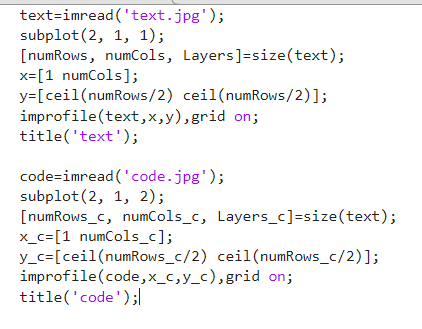 text=imread('text.jpg');
subplot(2, 1, 1);
[numRows, numCols, Layers]=size(text);
x=[1 numCols];
y=[ceil(numRows/2) ceil(numRows/2)];
improfile(text,x,y),grid on;
title('text');
code=imread('code.jpg');
subplot(2, 1, 2);
[numRows_c, numCols_c, Layers_c]=size(text);
x_c=[1 numCols_c];
y_c=[ceil(numRows_c/2) ceil(numRows_c/2)];
improfile(code,x_c,y_c),grid on;
title('code');